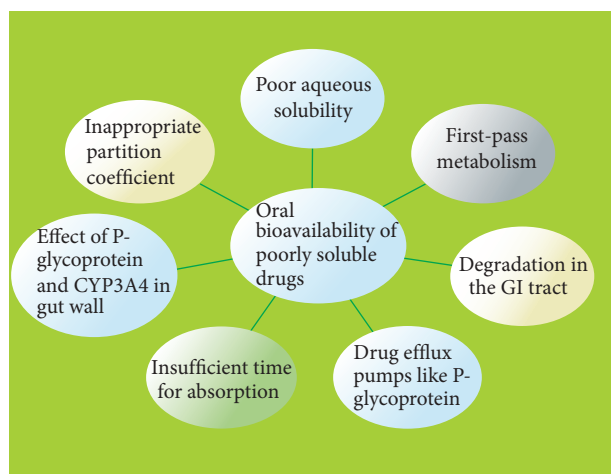 Poor aqueous
solubility
First-pass
metabolism
Degradation in
the GI tract
Drug efflux
pumps like P-
glycoprotein
Insufficient time
for absorption
Effect of P-
glycoprotein
and CYP3A4 in
gut wall
Inappropriate
partition
coefficient
Oral
bioavailability of
poorly soluble
drugs